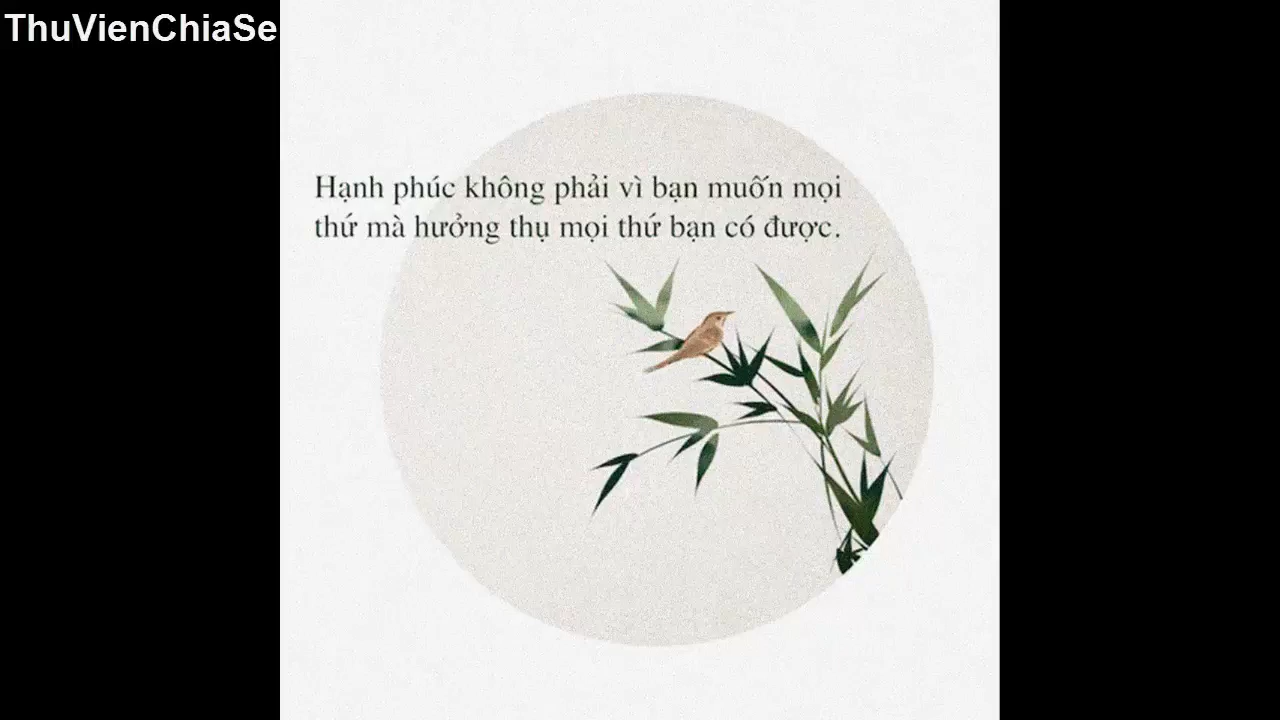 ThuVienChiaSe
Hạnh phúc không phải vì bạn muốn mọi
thứ mà hưởng thụ mọi thứ bạn có được.